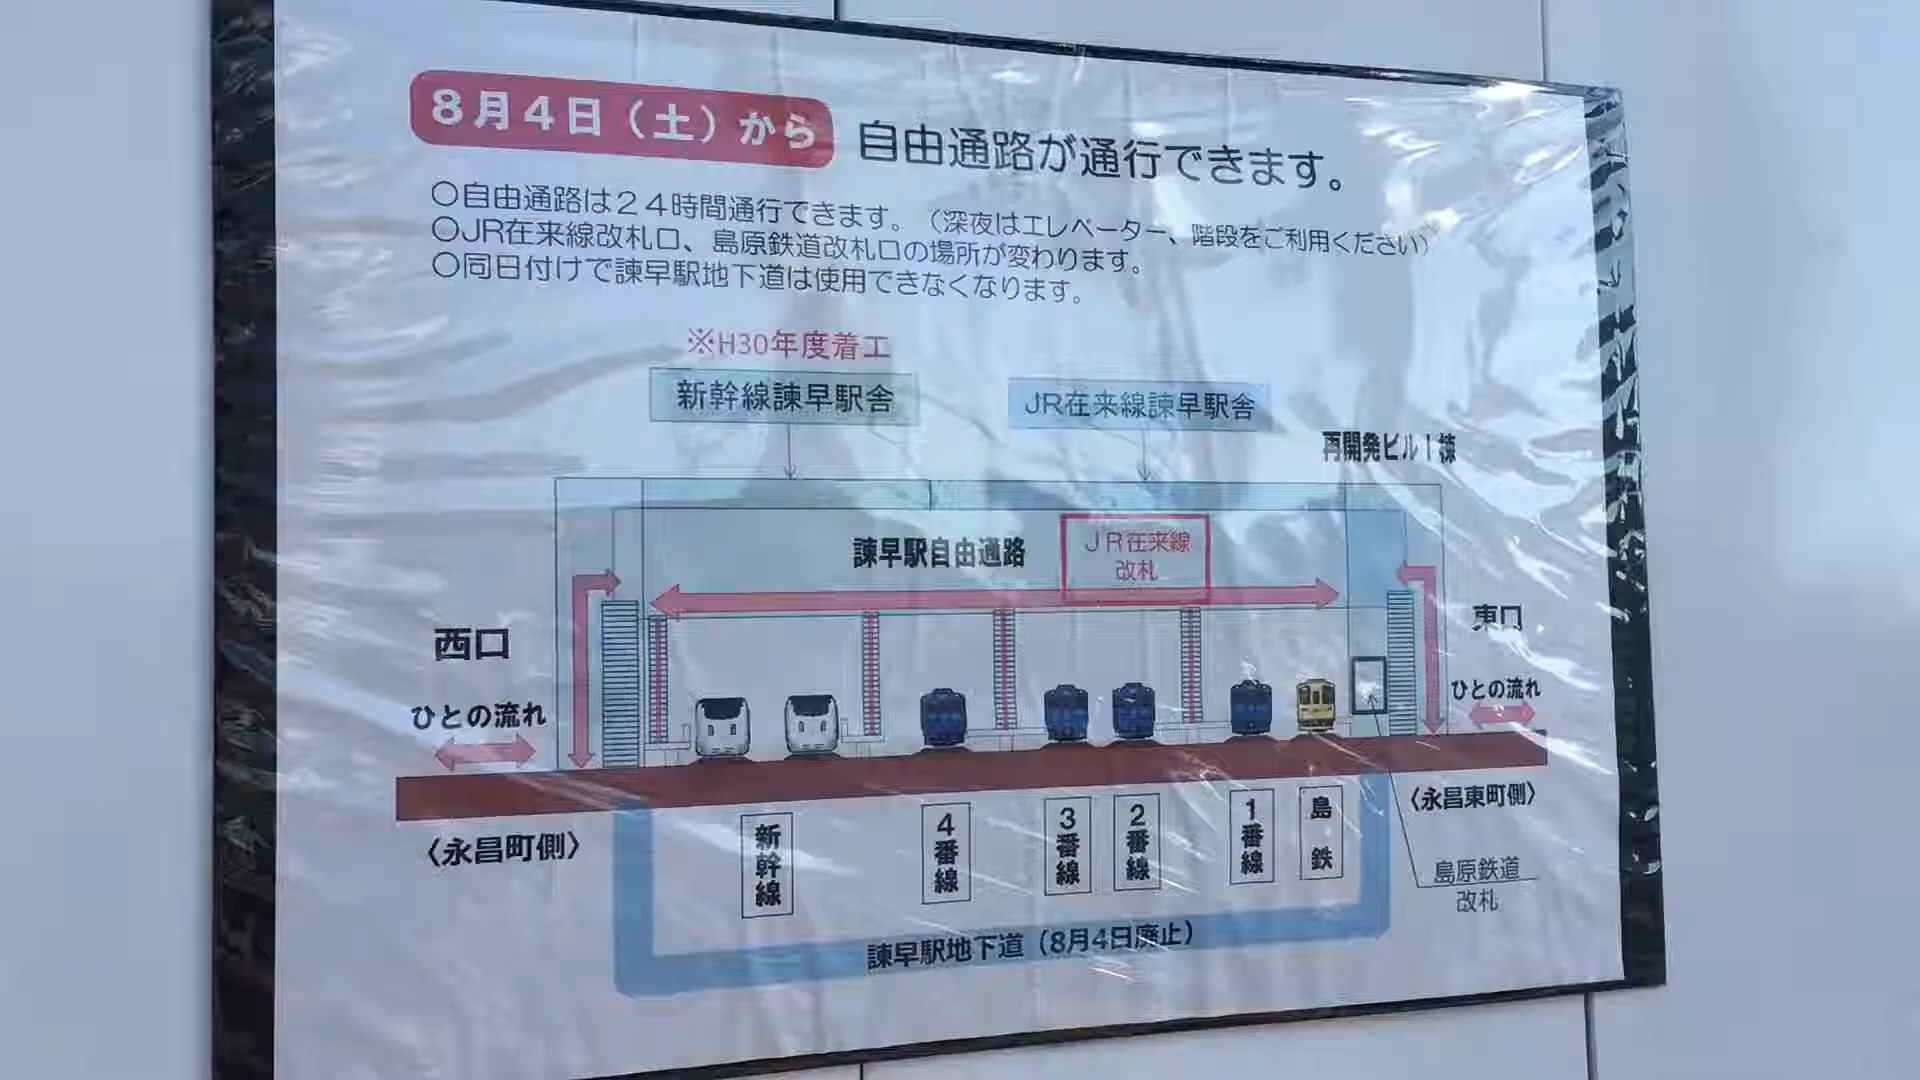 8月4日（土）から
自由通路が通行できます。
○自由通路は24時間通行できます。（深夜はエレベーター、階段をご利用ください）
○JR在来線改札口、島原鉄道改札口の場所が変わります。
○同日付けで諫早駅地下道は使用できなくなります。
※H30年度着工
新幹線諫早駅舎
JR在来線諫早駅舎
再開発ビルⅠ棟
諫早駅自由通路
JR在来線
改札
西口
東口
ひとの流れ
ひとの流れ
〈永昌町側〉
新幹線
4番線
3番線
2番線
1番線
島鉄
〈永昌東町側〉
島原鉄道
改札
諫早駅地下道（8月4日廃止）